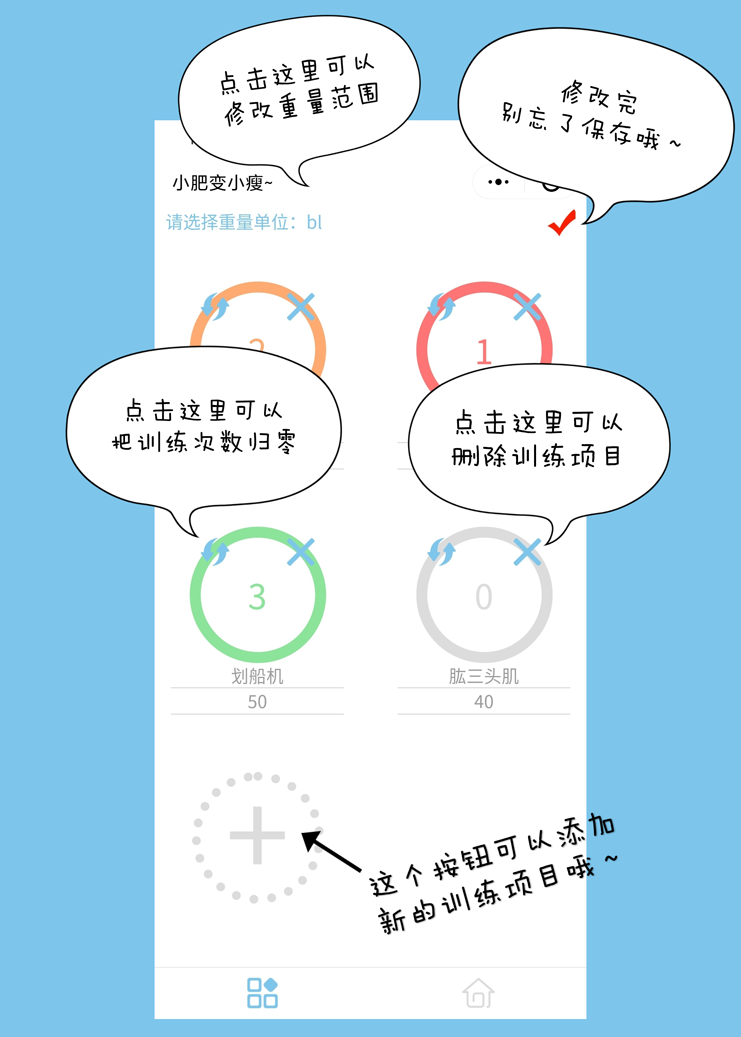 点击这里可以
修改重量范围
修改完
别忘了保存哦~
小肥变小瘦~
请选择重量单位：bl
2
1
点击这里可以
把训练次数归零
点击这里可以
删除训练项目
3
0
划船机
肱三头肌
50
40
这个按钮可以添加
新的训练项目哦~